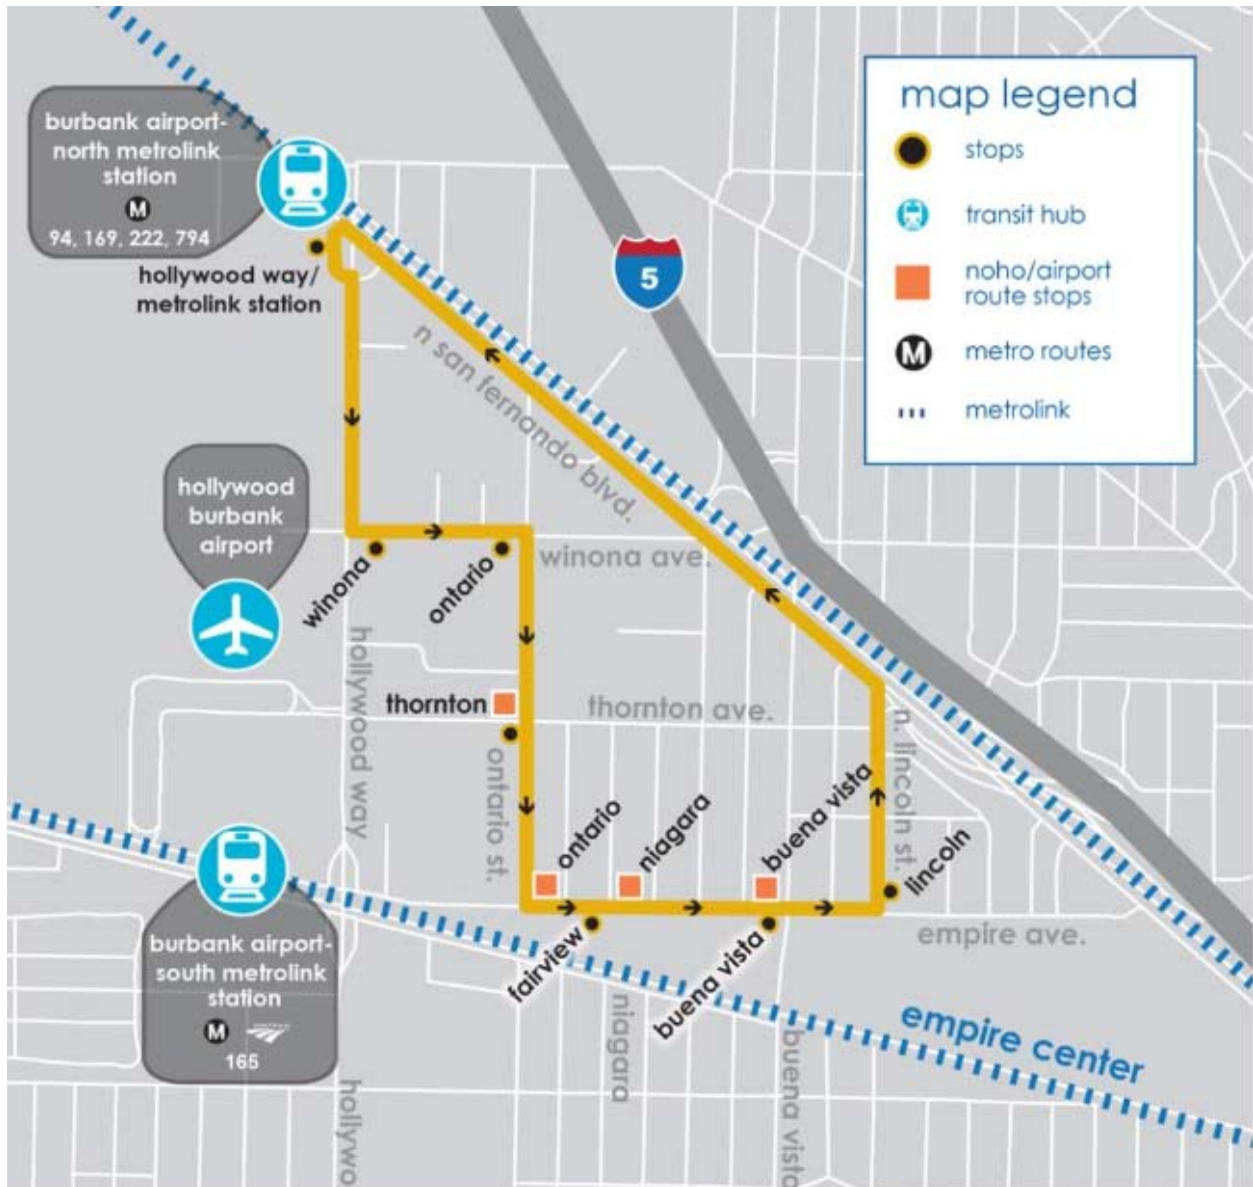 burbank airport-
north metrolink
station
M
94, 169, 222, 794
hollywood way/
metrolink station
map legend
stops
transit hub
noho/airport
route stops
M
metro routes
metrolink
5
n san fernando blvd.
hollywood
burbank
airport
winona
ontario
winona ave.
hollywood way
thornton
thornton ave.
ontario st.
n. lincoln st.
ontario
niagara
buena vista
lincoln
fairview
buena vista
empire ave.
burbank airport-
south metrolink
station
M
165
niagara
buena vista
empire center
hollywo